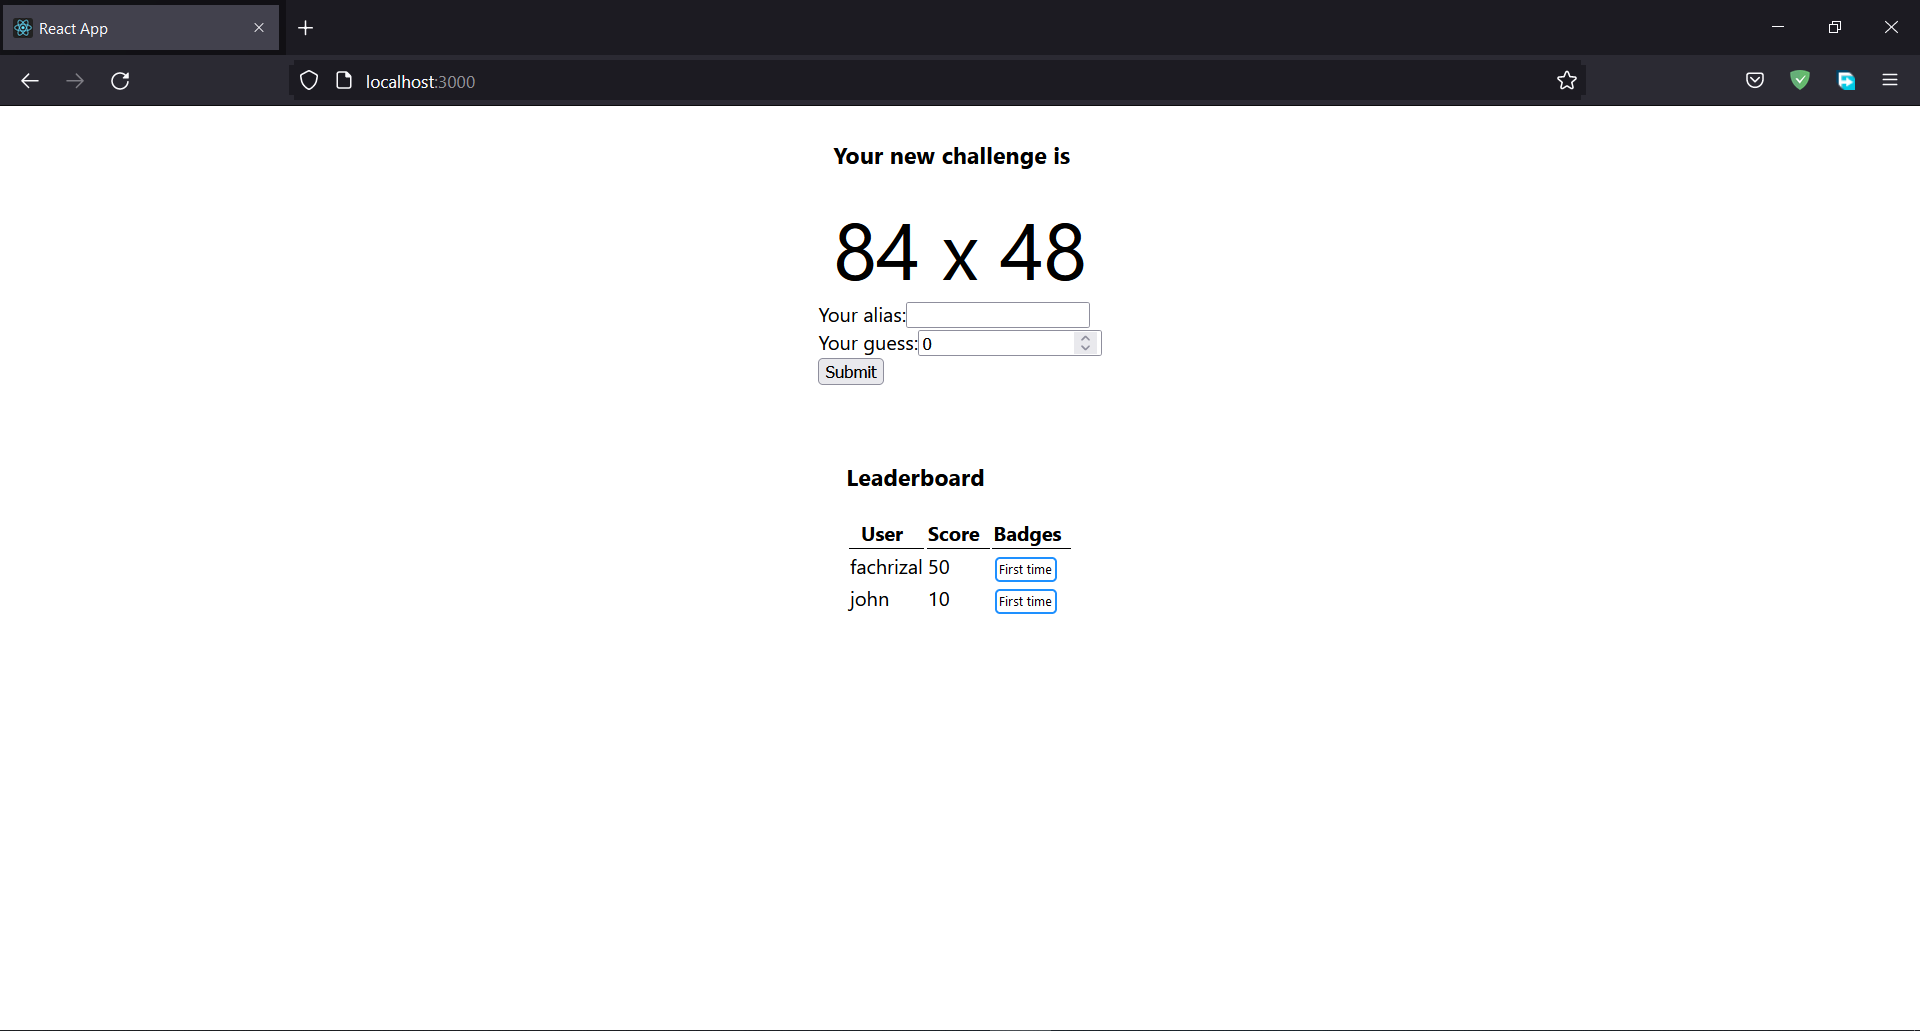 React App
localhost:3000
Your new challenge is
84 x 48
Your alias:
Your guess:0
Submit
Leaderboard
User Score Badges
fachrizal 50 First time
john 10 First time